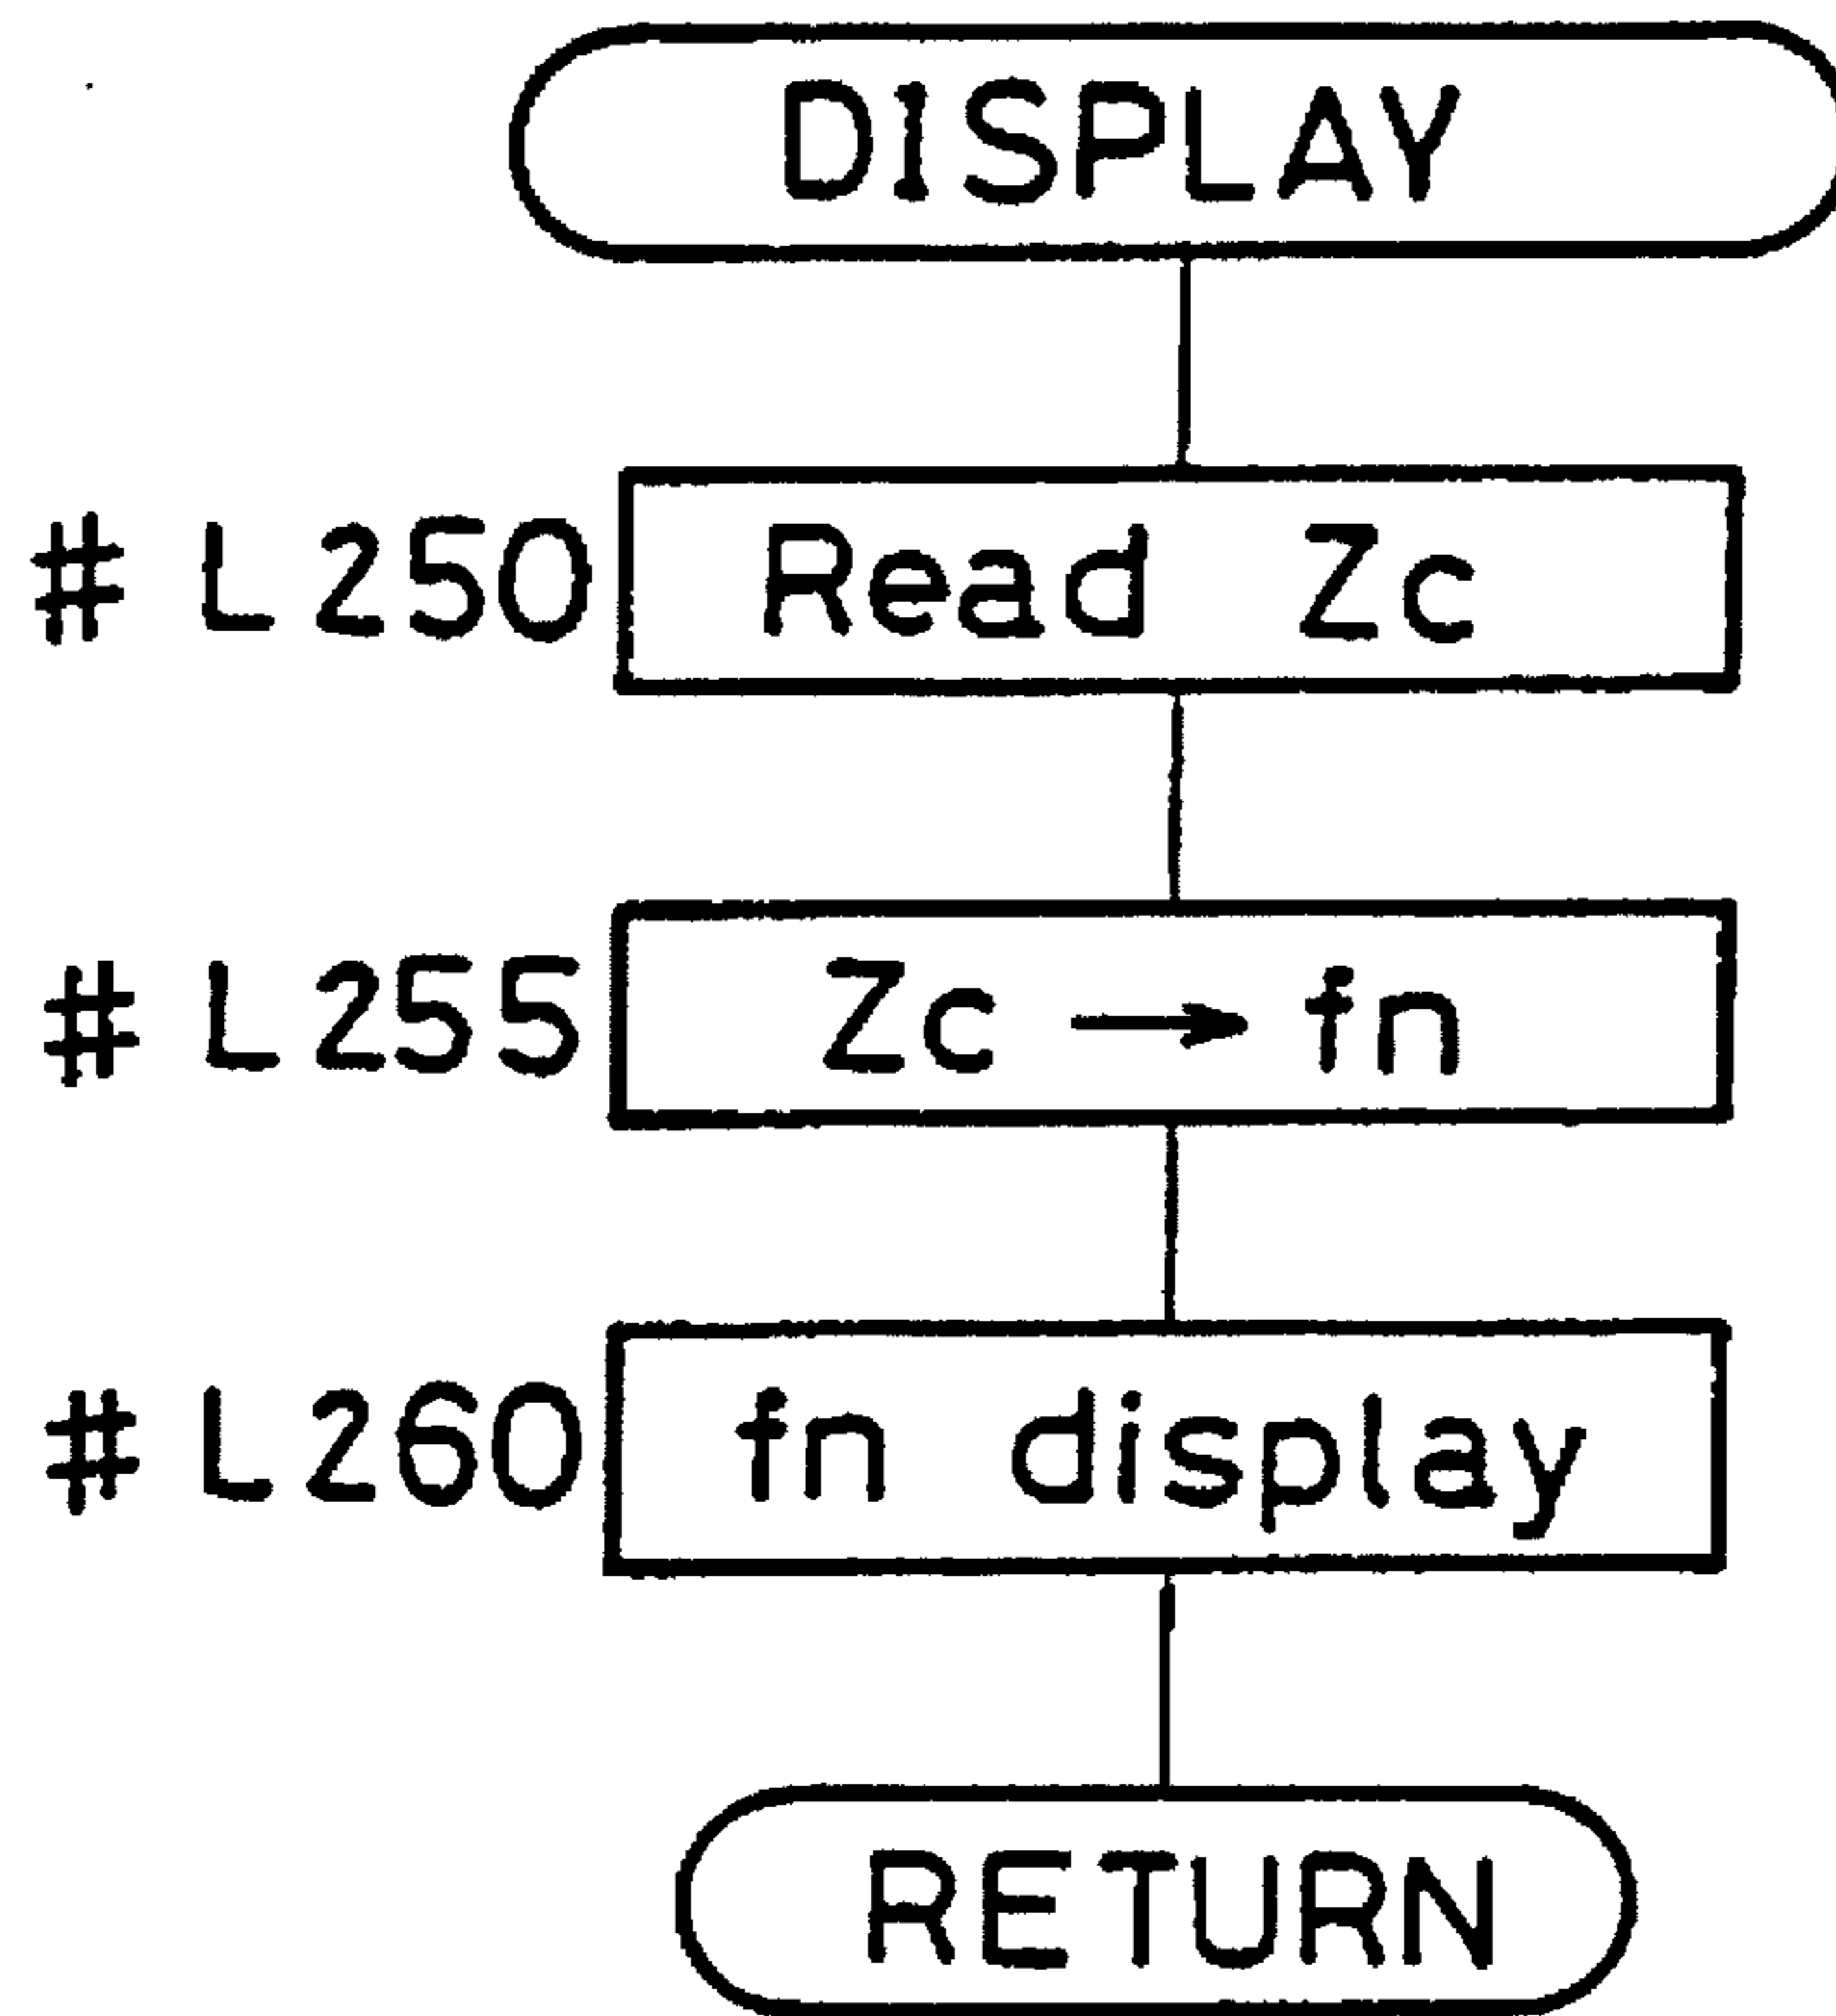 DISPLAY
# L250 Read Zc
# L255 Zc → fn
# L260 fn display
RETURN